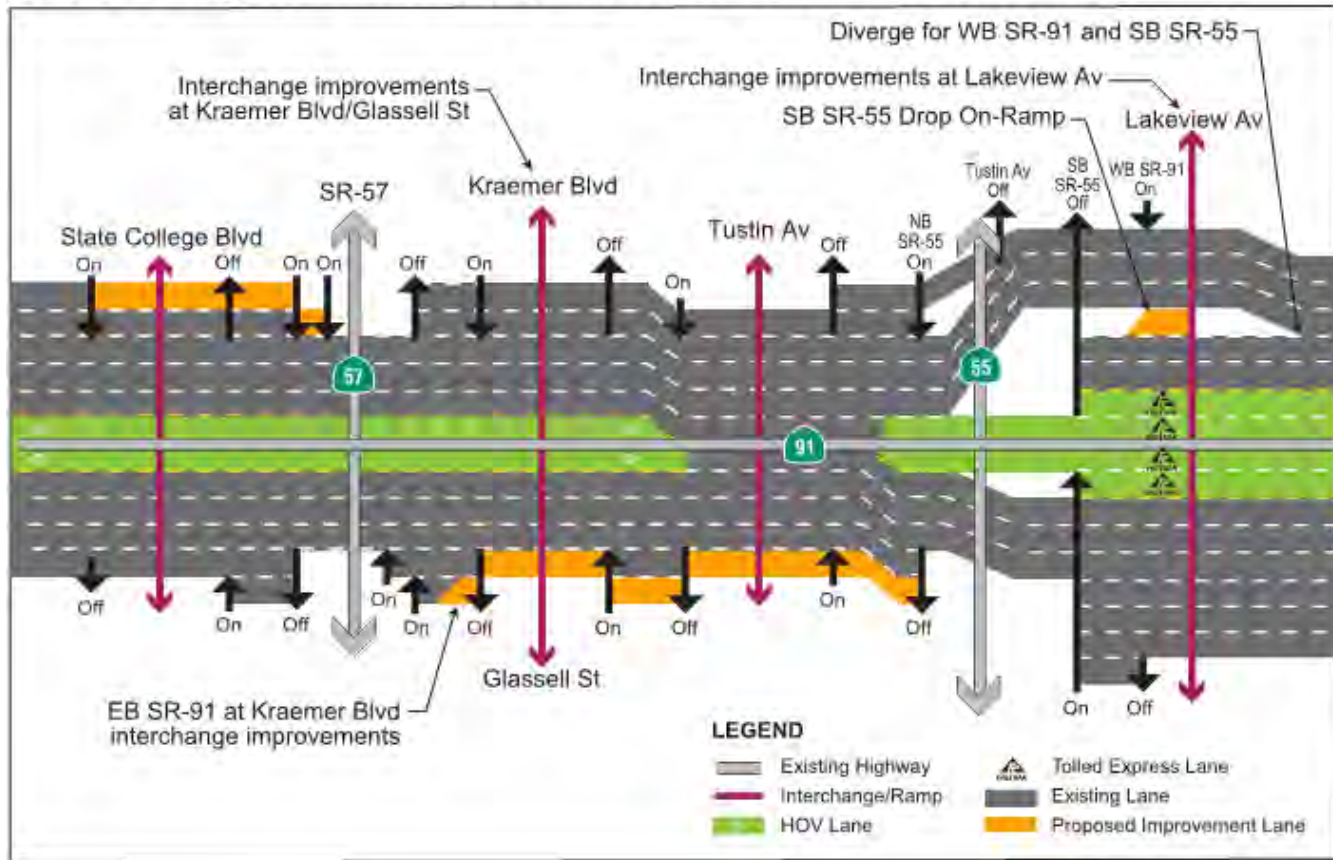 Diverge for WB SR-91 and SB SR-55
Interchange improvements
at Kraemer Blvd/Glassell St
Interchange improvements at Lakeview Av
SB SR-55 Drop On-Ramp
Lakeview Av
SR-57
Kraemer Blvd
Tustin Av
Off
SB
SR-55
Off
WB SR-91
On
State College Blvd
Tustin Av
NB
SR-55
On
On
Off
On
On
Off
On
Off
On
Off
57
55
91
Off
On
Off
On
On
Off
On
Off
On
Off
On
Off
Glassell St
EB SR-91 at Kraemer Blvd
interchange improvements
LEGEND
Existing Highway
Interchange/Ramp
HOV Lane
Tolled Express Lane
Existing Lane
Proposed Improvement Lane